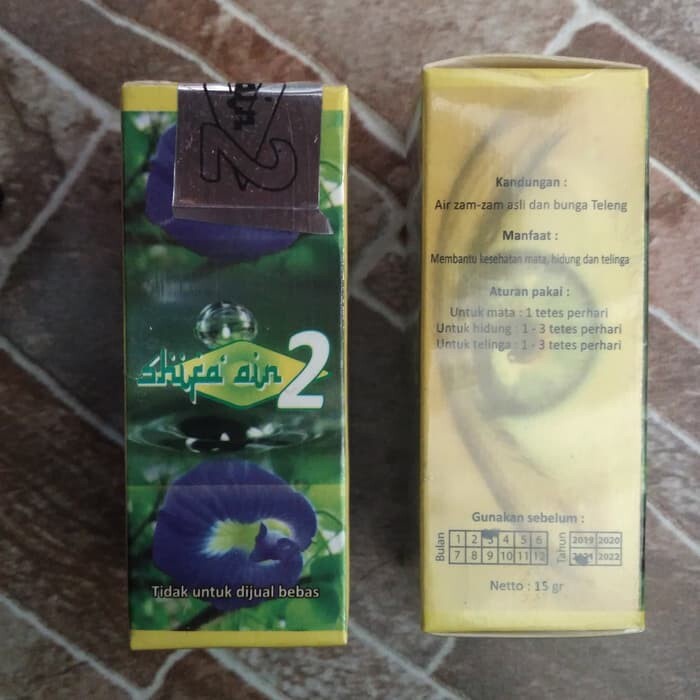 2
shifa' ain 2
Tidak untuk dijual bebas
Kandungan :
Air zam-zam asli dan bunga Teleng
Manfaat :
Membantu kesehatan mata, hidung dan telinga
Aturan pakai :
Untuk mata : 1 tetes perhari
Untuk hidung : 1 - 3 tetes perhari
Untuk telinga : 1 - 3 tetes perhari
Gunakan sebelum :
Bulan 1 2 3 4 5 6 Tahun 2019 2020
7 8 9 10 11 12 2021 2022
Netto : 15 gr